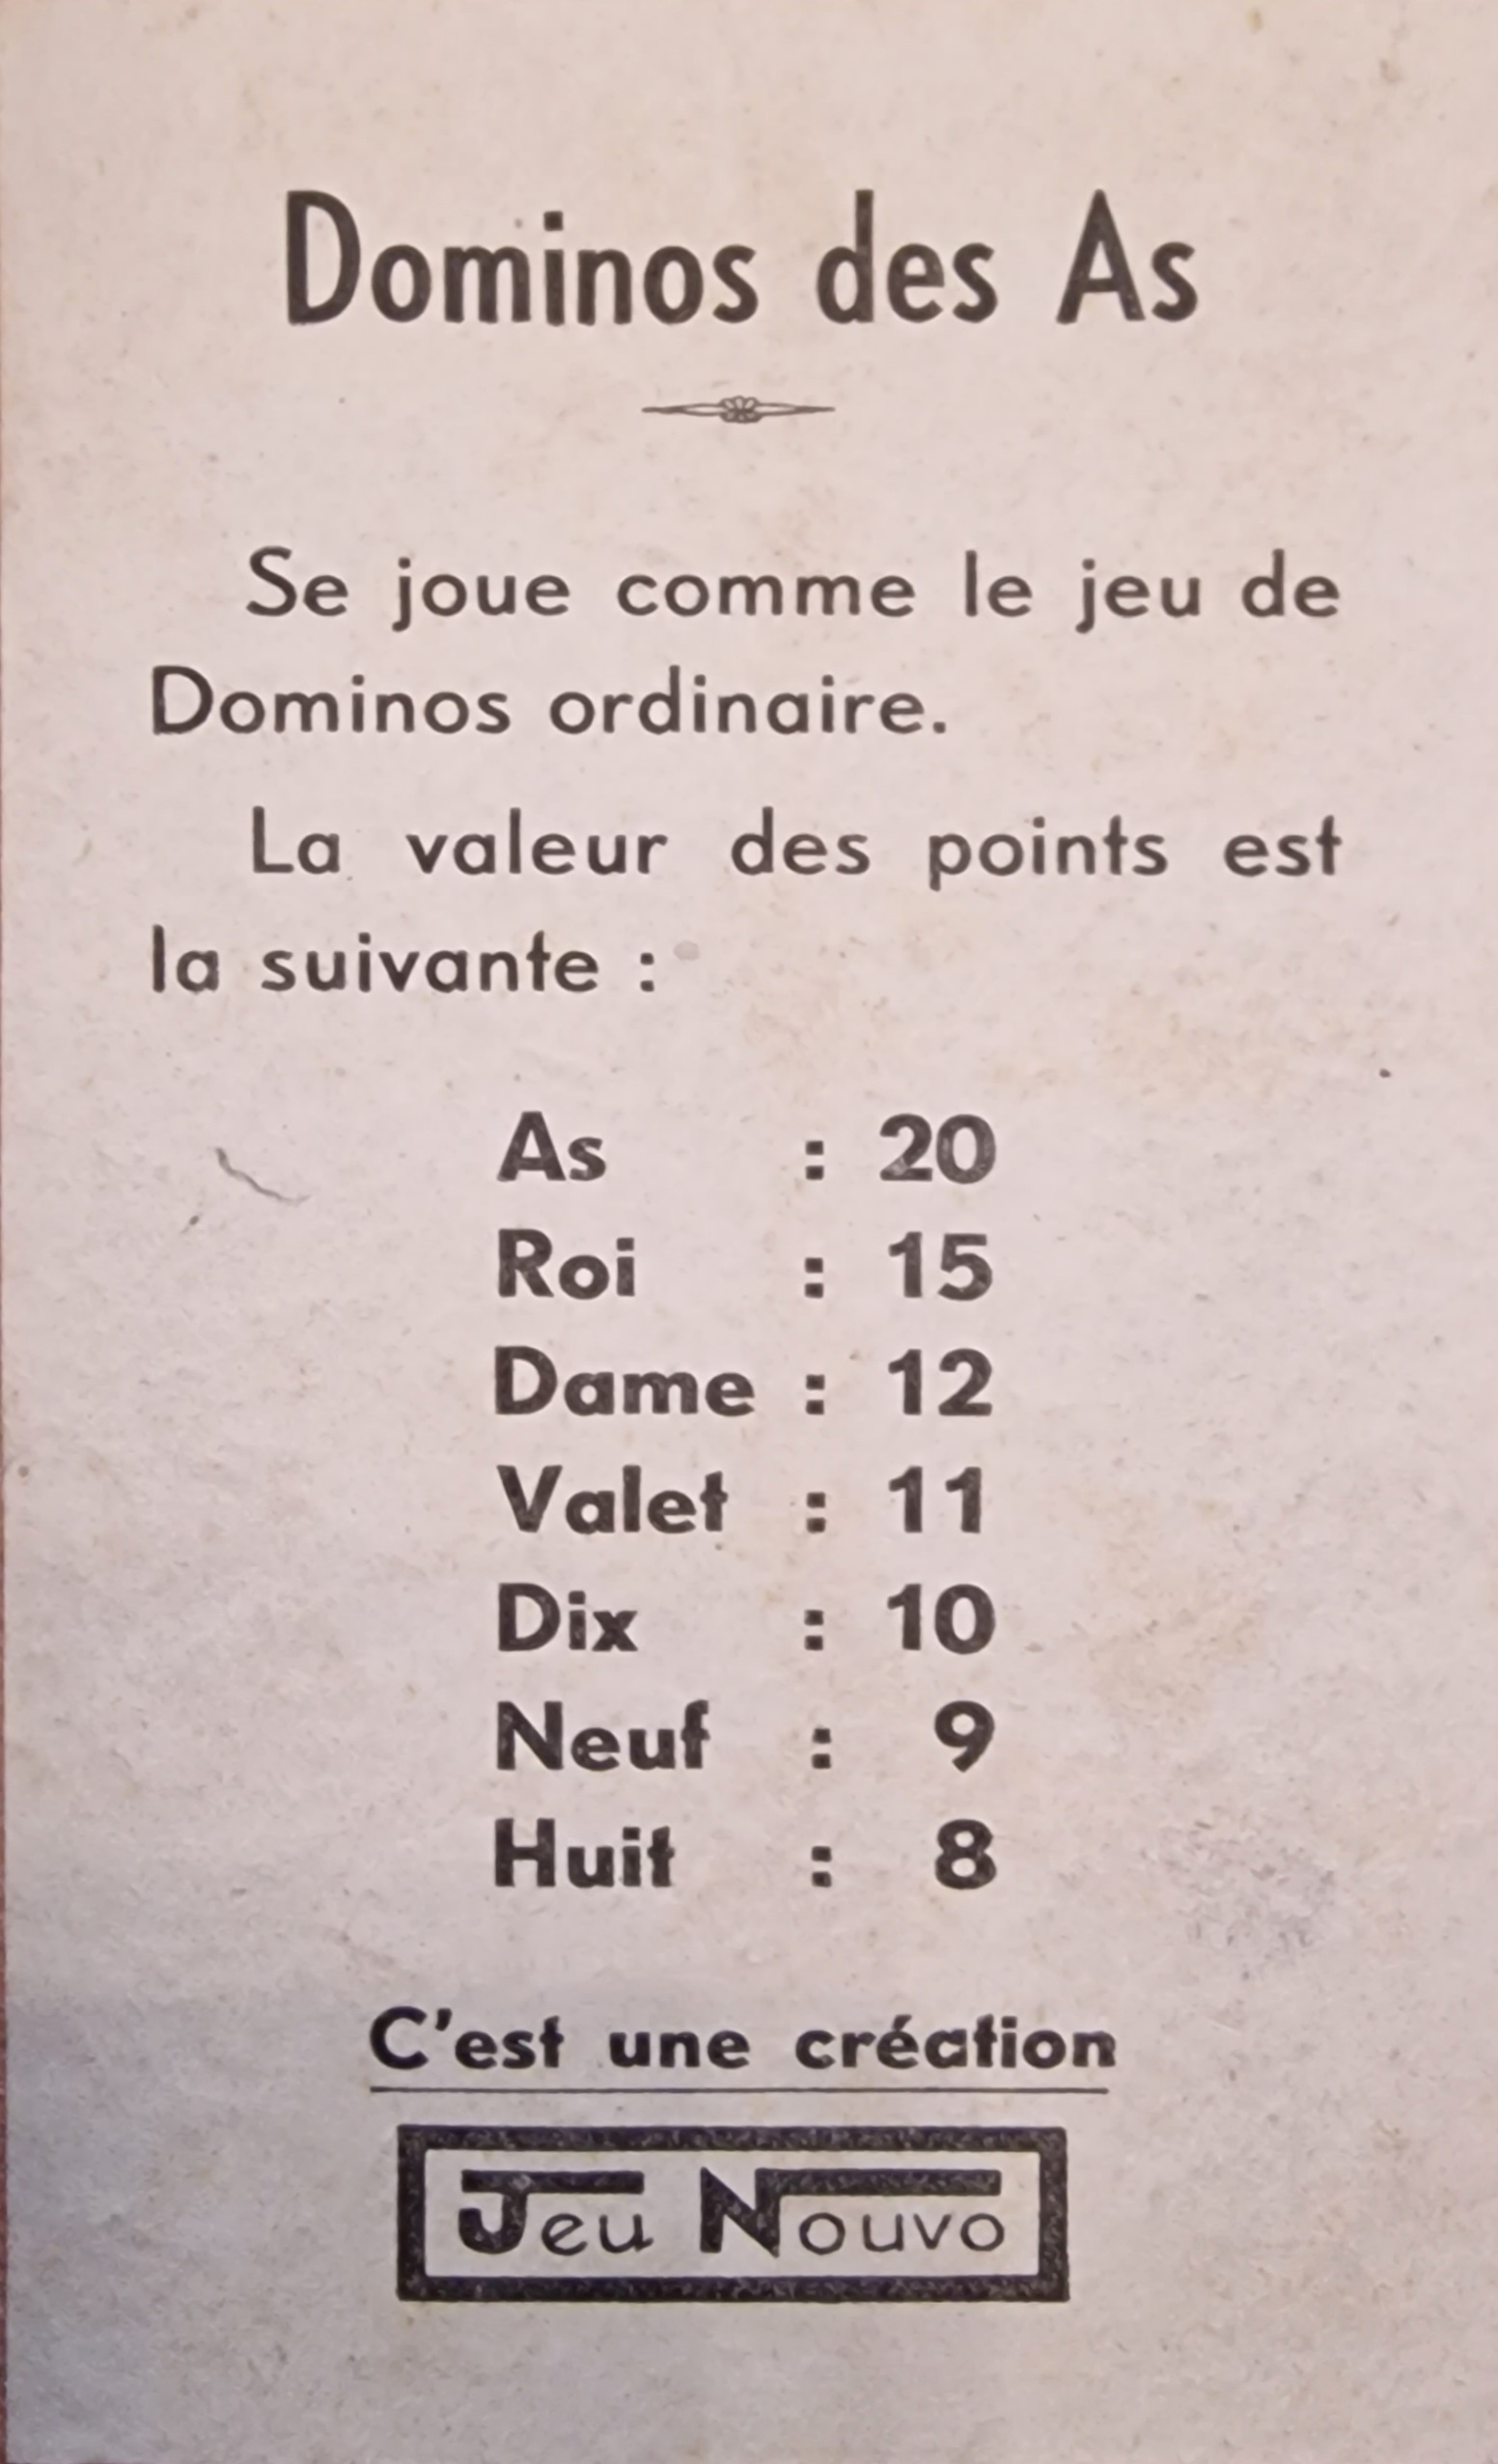 Dominos des As
Se joue comme le jeu de
Dominos ordinaire.
La valeur des points est
la suivante :
As : 20
Roi : 15
Dame : 12
Valet : 11
Dix : 10
Neuf : 9
Huit : 8
C'est une création
Jeu Nouvo